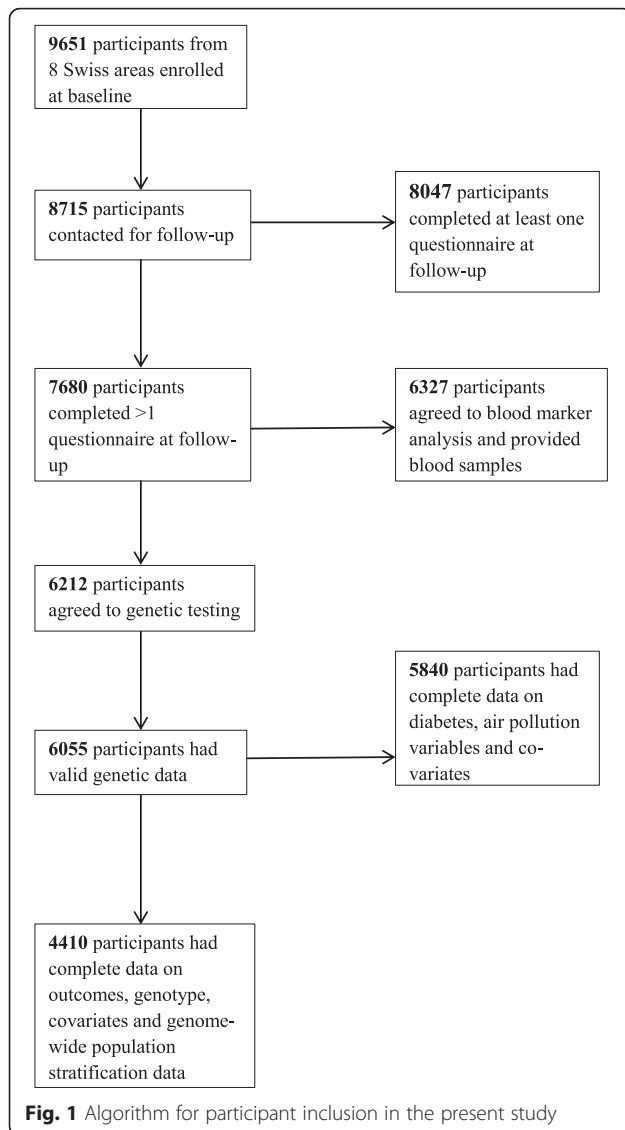 9651 participants from
8 Swiss areas enrolled
at baseline
8715 participants
contacted for follow-up
8047 participants
completed at least one
questionnaire at
follow-up
7680 participants
completed >1
questionnaire at follow-
up
6327 participants
agreed to blood marker
analysis and provided
blood samples
6212 participants
agreed to genetic testing
6055 participants had
valid genetic data
5840 participants had
complete data on
diabetes, air pollution
variables and co-
variates
4410 participants had
complete data on
outcomes, genotype,
covariates and genome-
wide population
stratification data
Fig. 1 Algorithm for participant inclusion in the present study